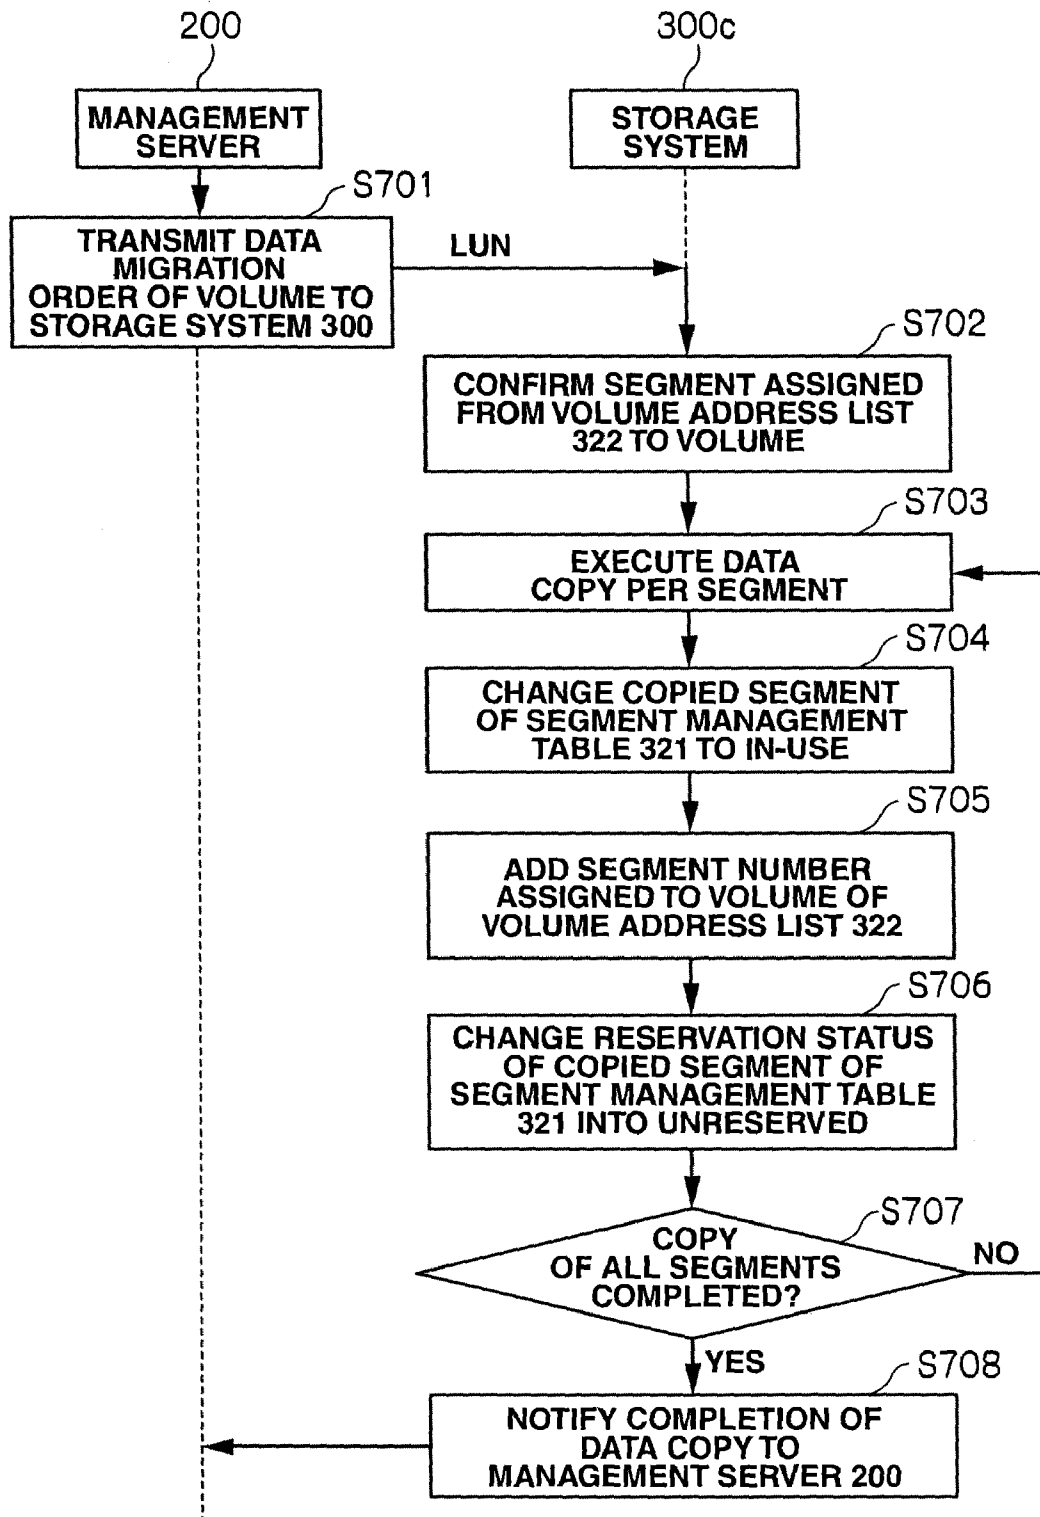 200
300c
MANAGEMENT
SERVER
STORAGE
SYSTEM
S701
TRANSMIT DATA
MIGRATION
ORDER OF VOLUME TO
STORAGE SYSTEM 300
LUN
S702
CONFIRM SEGMENT ASSIGNED
FROM VOLUME ADDRESS LIST
322 TO VOLUME
S703
EXECUTE DATA
COPY PER SEGMENT
S704
CHANGE COPIED SEGMENT
OF SEGMENT MANAGEMENT
TABLE 321 TO IN-USE
S705
ADD SEGMENT NUMBER
ASSIGNED TO VOLUME OF
VOLUME ADDRESS LIST 322
S706
CHANGE RESERVATION STATUS
OF COPIED SEGMENT OF
SEGMENT MANAGEMENT TABLE
321 INTO UNRESERVED
S707
COPY
OF ALL SEGMENTS
COMPLETED?
NO
YES
S708
NOTIFY COMPLETION OF
DATA COPY TO
MANAGEMENT SERVER 200